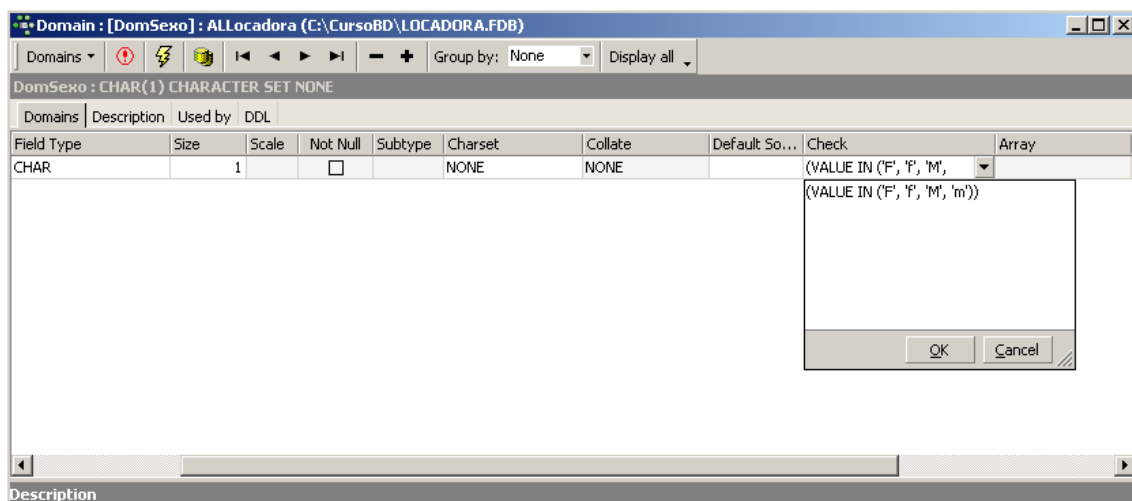 Domain : [DomSexo] : ALLocadora (C:\CursoBD\LOCADORA.FDB)
Domains Group by: None Display all
DomSexo : CHAR(1) CHARACTER SET NONE
Domains Description Used by DDL
Field Type Size Scale Not Null Subtype Charset Collate Default So... Check Array
CHAR 1 NONE NONE (VALUE IN ('F', 'f', 'M',
(VALUE IN ('F', 'f', 'M', 'm'))
OK Cancel
Description